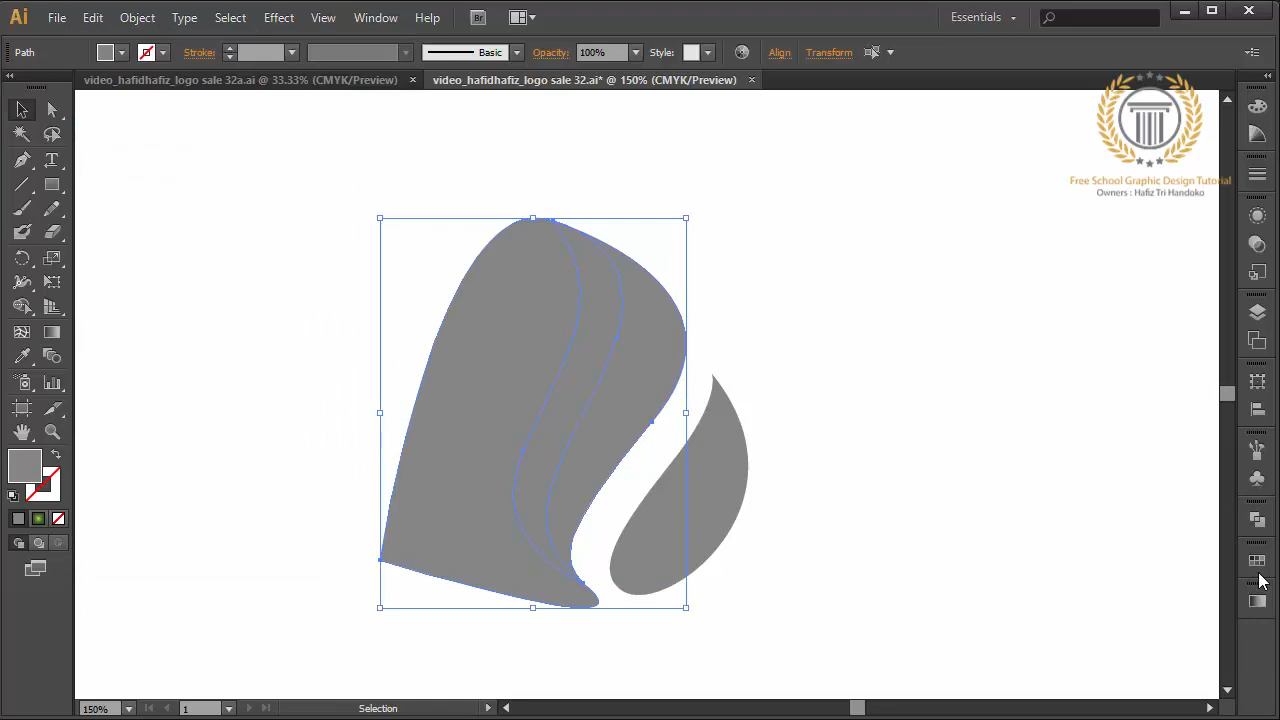 Ai File Edit Object Type Select Effect View Window Help Br Essentials
Path Stroke: Basic Opacity: 100% Style: Align Transform
video_hafidhafiz_logo sale 32a.ai @ 33.33% (CMYK/Preview) × video_hafidhafiz_logo sale 32.ai* @ 150% (CMYK/Preview) ×
Free School Graphic Design Tutorial
Owners : Hafiz Tri Handoko
150% 1 Selection